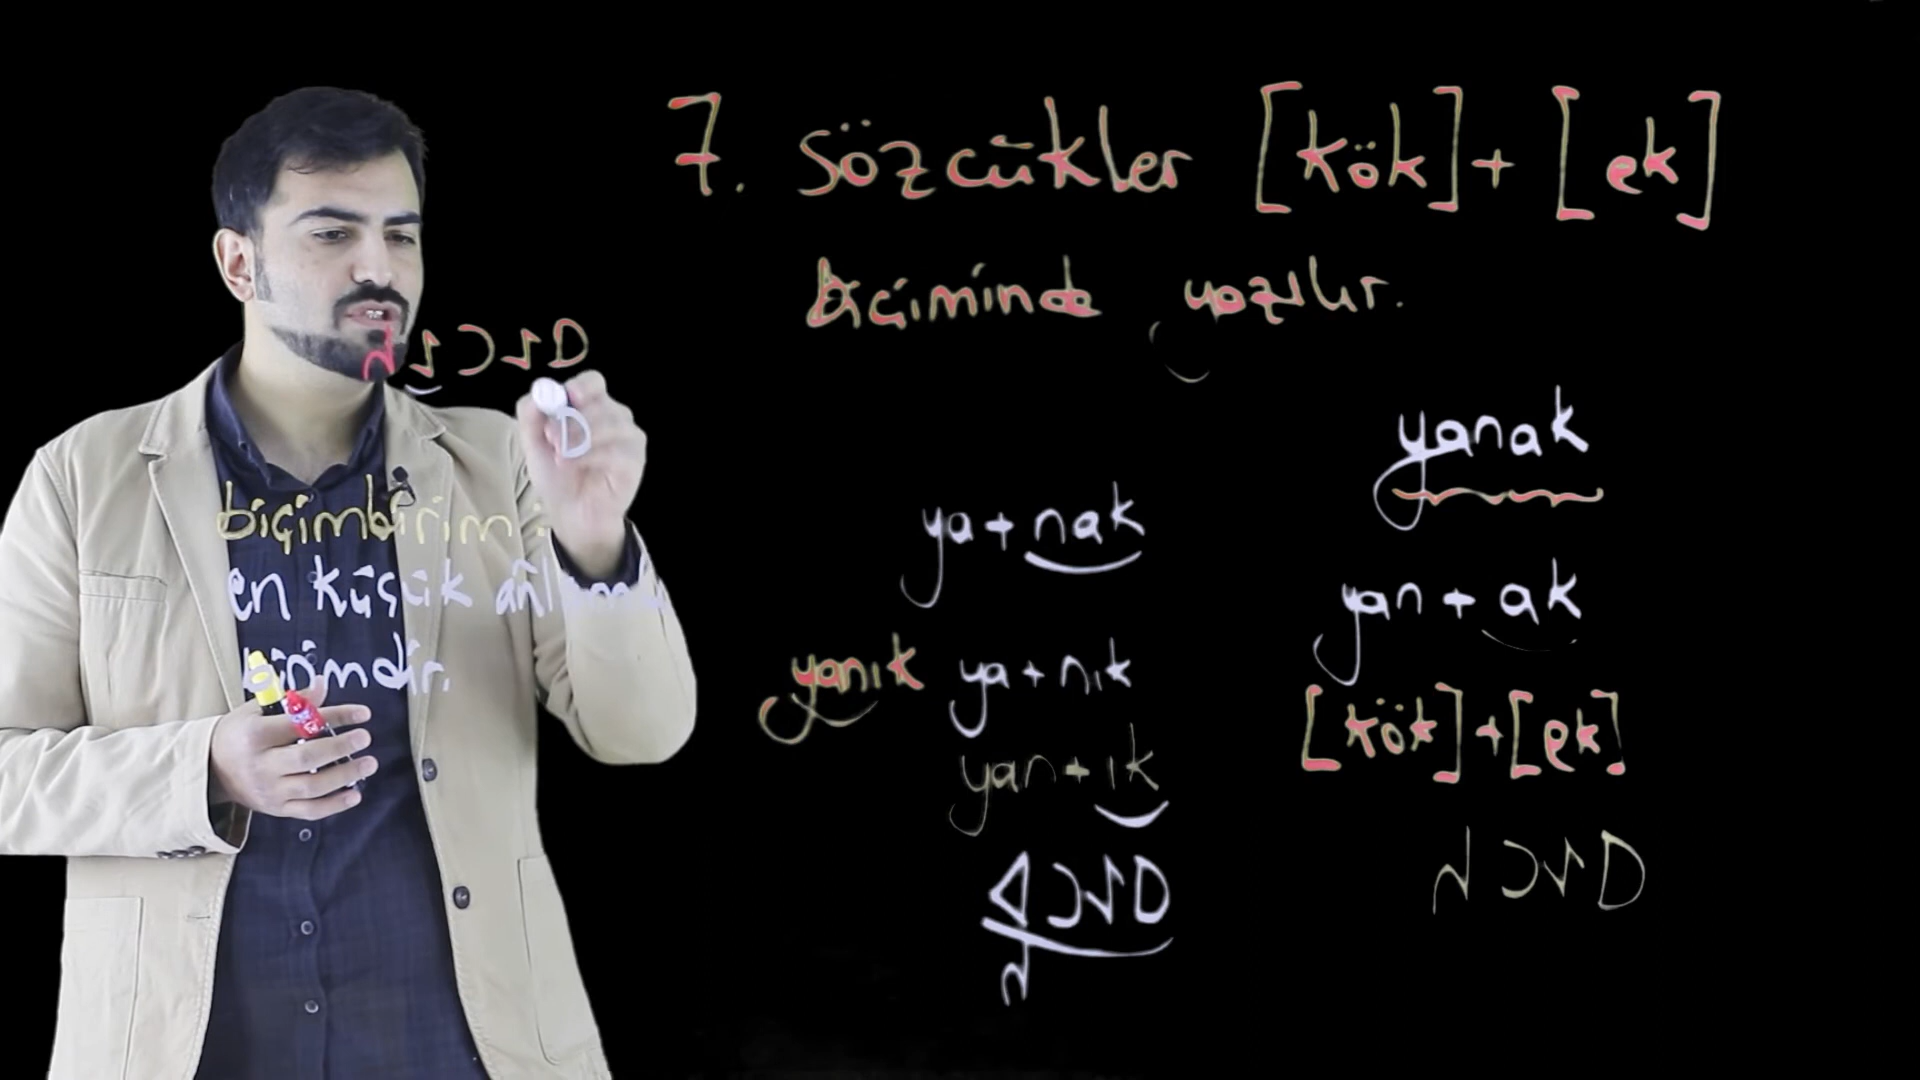 7. sözcükler [kök] + [ek]
biçiminde yazılır.
biçimbirim :
en küçük anlamlı
birimdir.
ya + nak
yanık ya + nık
yan + ık
yanak
yan + ak
[kök] + [ek]